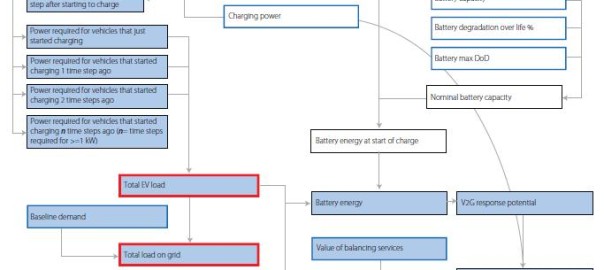 step after starting to charge
Power required for vehicles that just
started charging
Power required for vehicles that started
charging 1 time step ago
Power required for vehicles that started
charging 2 time steps ago
Power required for vehicles that started
charging n time steps ago (n= time steps
required for >=1 kW)
Charging power
Battery degradation over life %
Battery max DoD
Nominal battery capacity
Battery energy at start of charge
Total EV load
Battery energy
V2G response potential
Baseline demand
Total load on grid
Value of balancing services